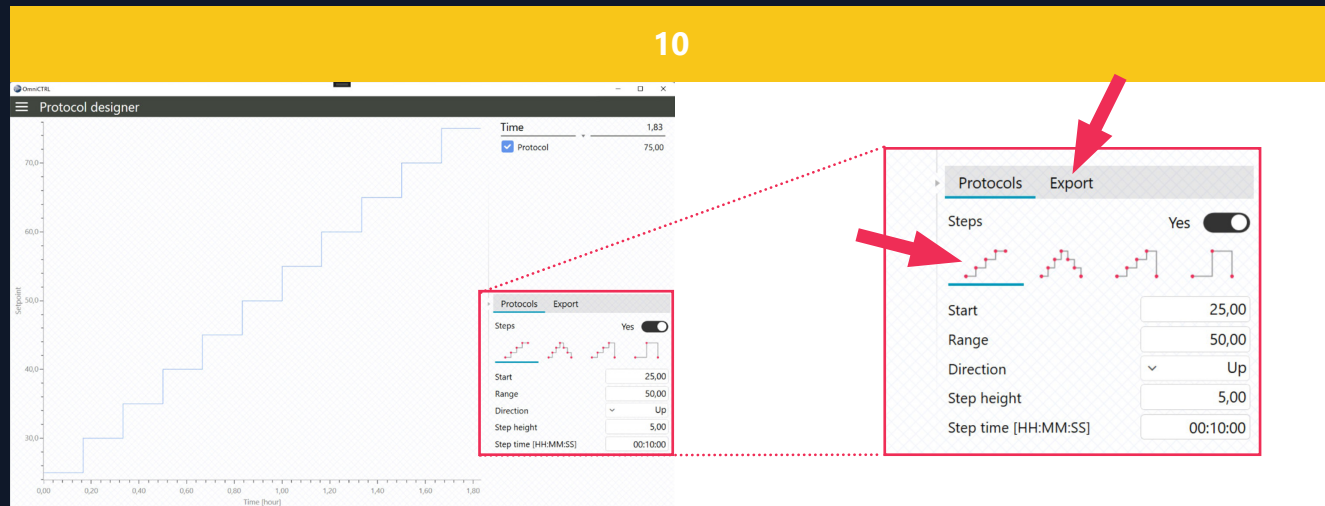 10
OmniCTRL
Protocol designer
Time 1,83
Protocol 75,00
70,0
60,0
50,0
40,0
30,0
Setpoint
0,00 0,20 0,40 0,60 0,80 1,00 1,20 1,40 1,60 1,80
Time [hour]
Protocols Export
Steps Yes
Start 25,00
Range 50,00
Direction Up
Step height 5,00
Step time [HH:MM:SS] 00:10:00
Protocols Export
Steps Yes
Start 25,00
Range 50,00
Direction Up
Step height 5,00
Step time [HH:MM:SS] 00:10:00